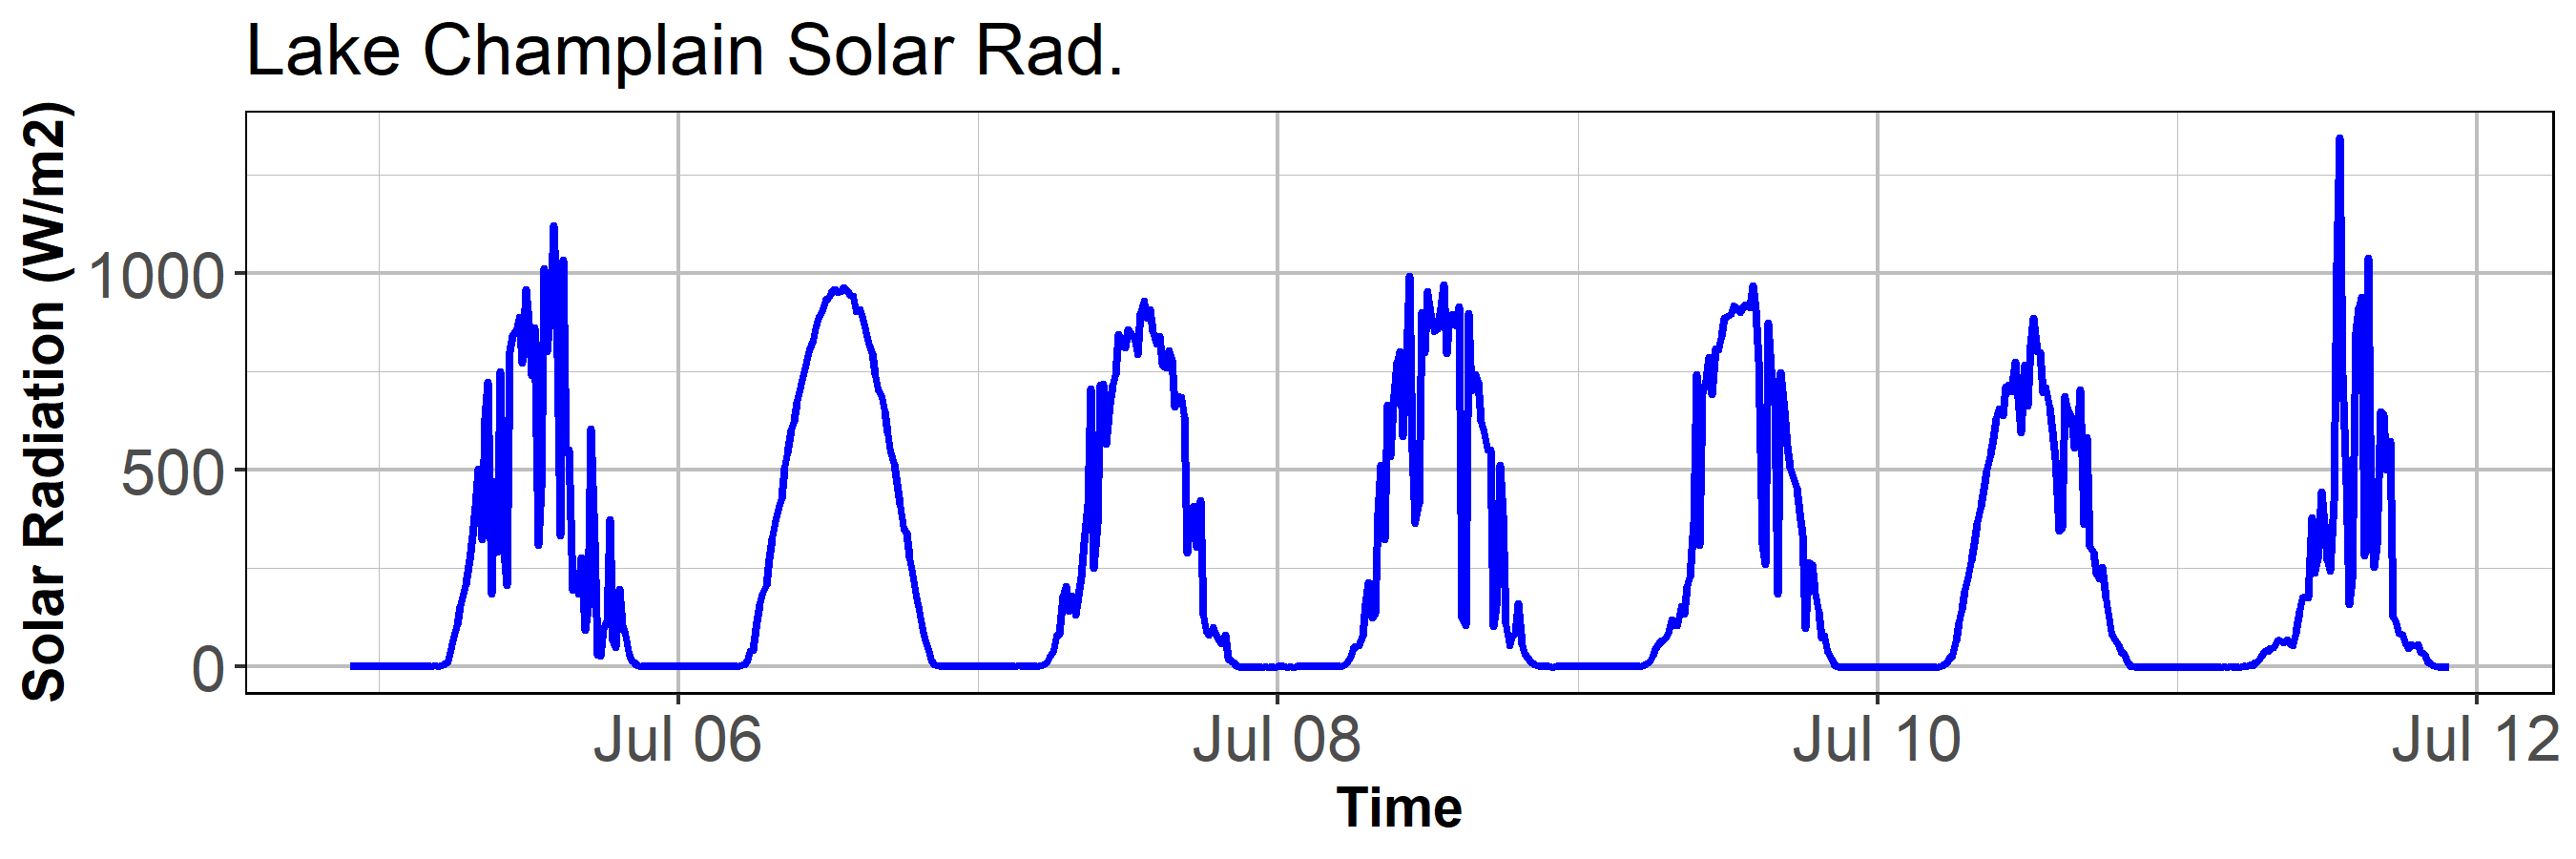 Lake Champlain Solar Rad.
Solar Radiation (W/m2)
1000
500
0
Jul 06
Jul 08
Jul 10
Jul 12
Time